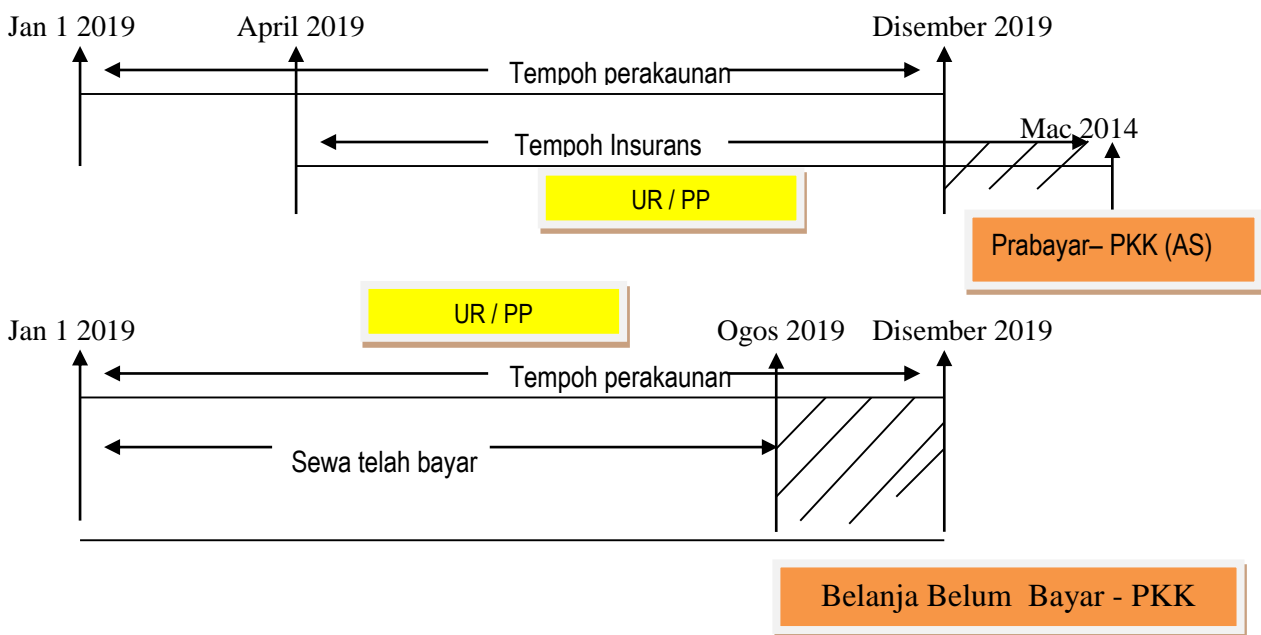 Jan 1 2019 April 2019 Disember 2019
Tempoh perakaunan
Mac 2014
Tempoh Insurans
UR / PP
Prabayar– PKK (AS)
UR / PP
Jan 1 2019 Ogos 2019 Disember 2019
Tempoh perakaunan
Sewa telah bayar
Belanja Belum Bayar - PKK